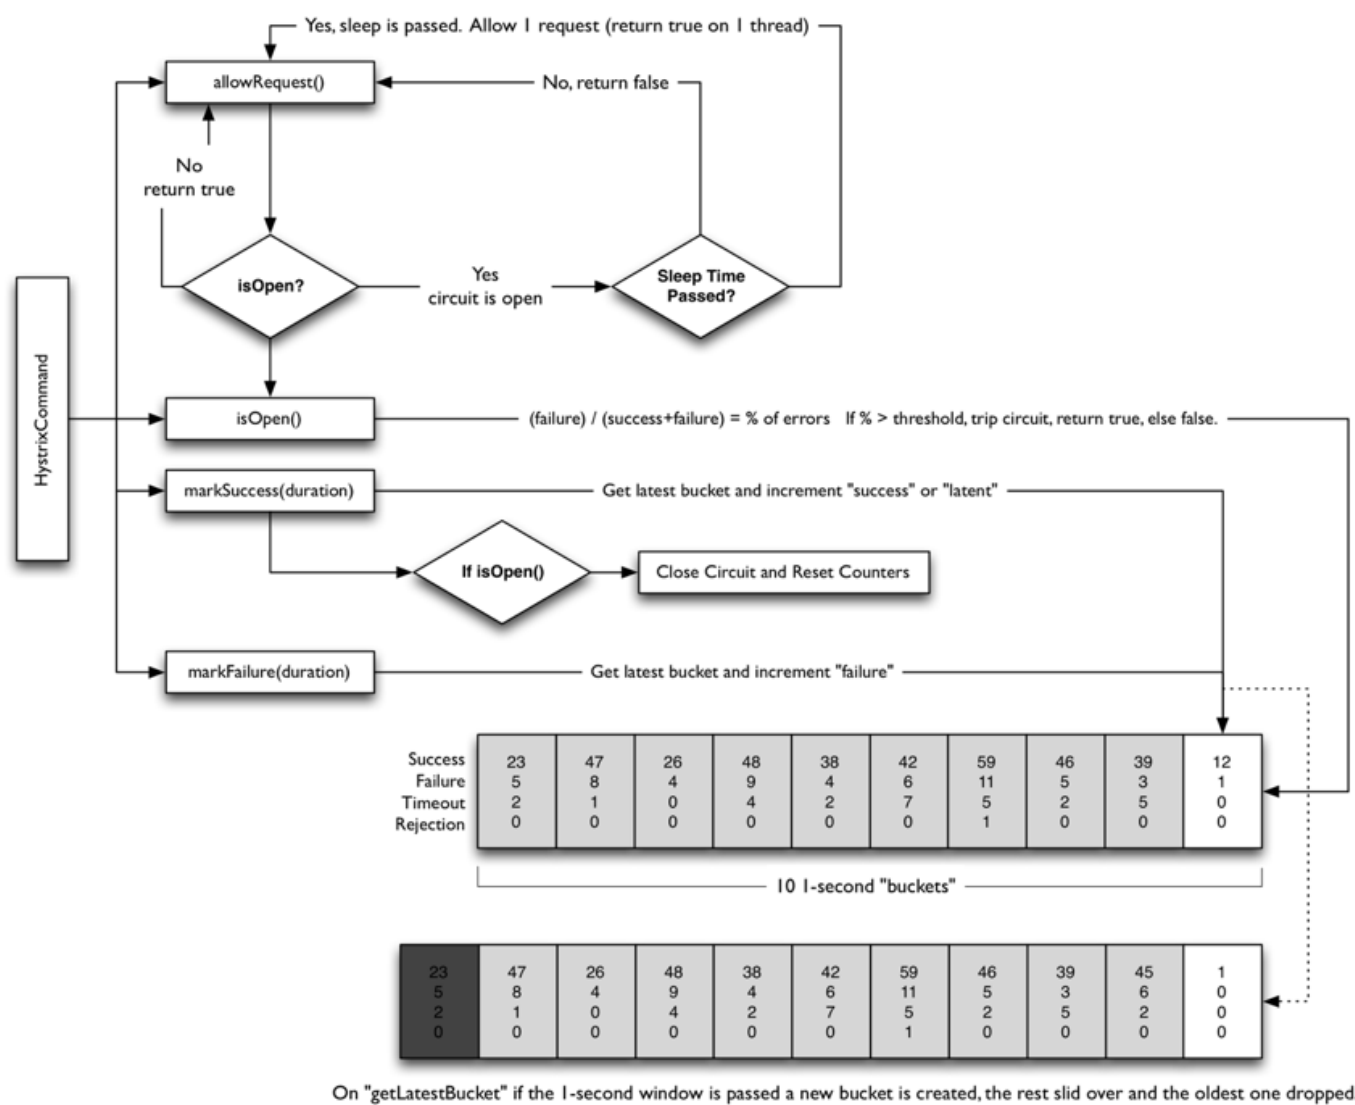 Yes, sleep is passed. Allow 1 request (return true on 1 thread)
allowRequest()
No, return false
No
return true
isOpen?
Yes
circuit is open
Sleep Time
Passed?
HystrixCommand
isOpen()
(failure) / (success+failure) = % of errors If % > threshold, trip circuit, return true, else false.
markSuccess(duration)
Get latest bucket and increment "success" or "latent"
If isOpen()
Close Circuit and Reset Counters
markFailure(duration)
Get latest bucket and increment "failure"
Success 23 47 26 48 38 42 59 46 39 12
Failure 5 8 4 9 4 6 11 5 3 1
Timeout 2 1 0 4 2 7 5 2 5 0
Rejection 0 0 0 0 0 0 1 0 0 0
10 1-second "buckets"
23 47 26 48 38 42 59 46 39 45 1
5 8 4 9 4 6 11 5 3 6 0
2 1 0 4 2 7 5 2 5 2 0
0 0 0 0 0 0 1 0 0 0 0
On "getLatestBucket" if the 1-second window is passed a new bucket is created, the rest slid over and the oldest one dropped